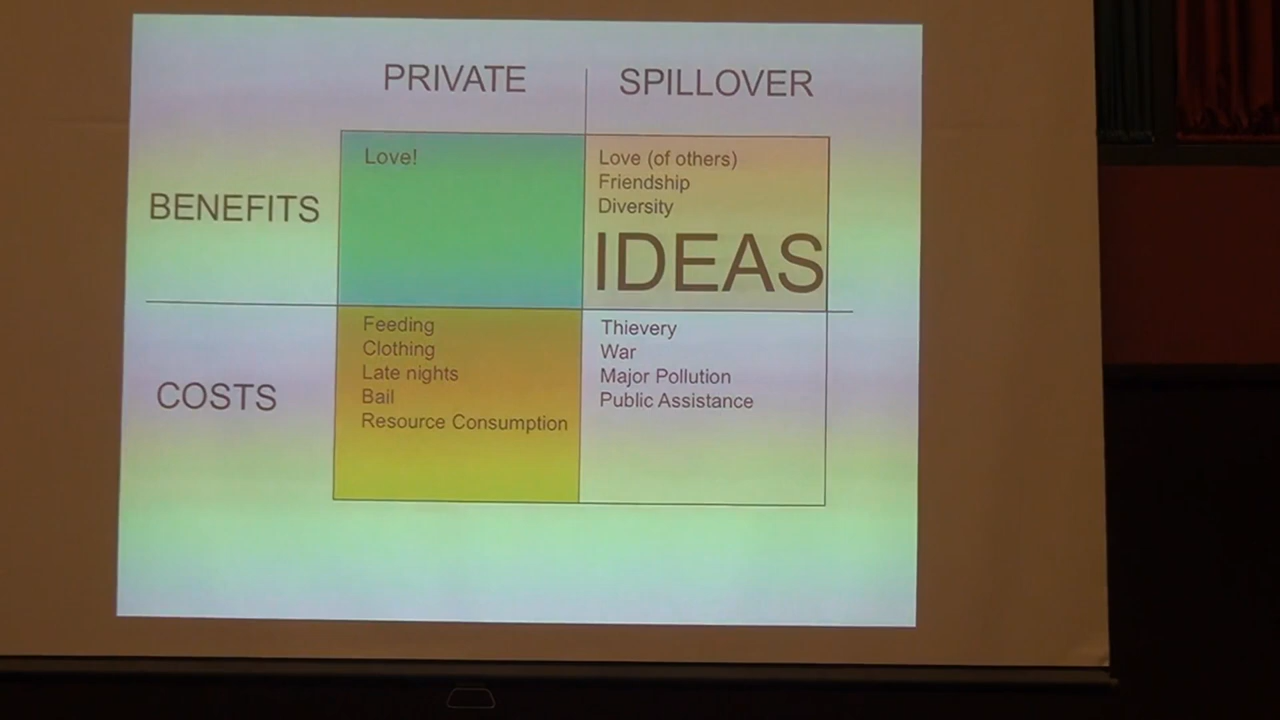 PRIVATE SPILLOVER
BENEFITS
Love!
Love (of others)
Friendship
Diversity
IDEAS
COSTS
Feeding
Clothing
Late nights
Bail
Resource Consumption
Thievery
War
Major Pollution
Public Assistance